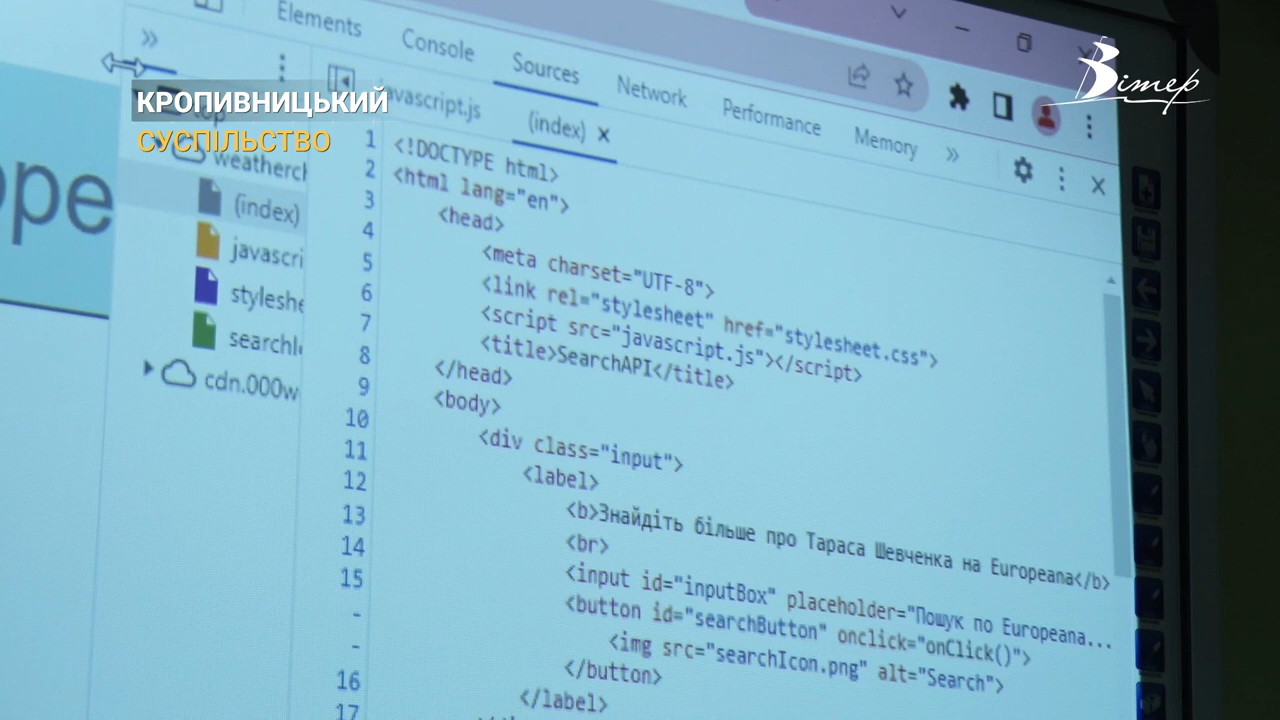 Elements Console Sources Network Performance Memory
Вітер
КРОПИВНИЦЬКИЙ
СУСПІЛЬСТВО
javascript.js (index)
top
(index)
cdn.000w
1 <!DOCTYPE html>
2 <html lang="en">
3 <head>
4 <meta charset="UTF-8">
5 <link rel="stylesheet" href="stylesheet.css">
6 <script src="javascript.js"></script>
7 <title>SearchAPI</title>
8 </head>
9 <body>
10 <div class="input">
11 <label>
12 <b>Знайдіть більше про Тараса Шевченка на Europeana</b>
13 <br>
14 <input id="inputBox" placeholder="Пошук по Europeana...
15 <button id="searchButton" onclick="onClick()">
- <img src="searchIcon.png" alt="Search">
- </button>
16 </label>
17